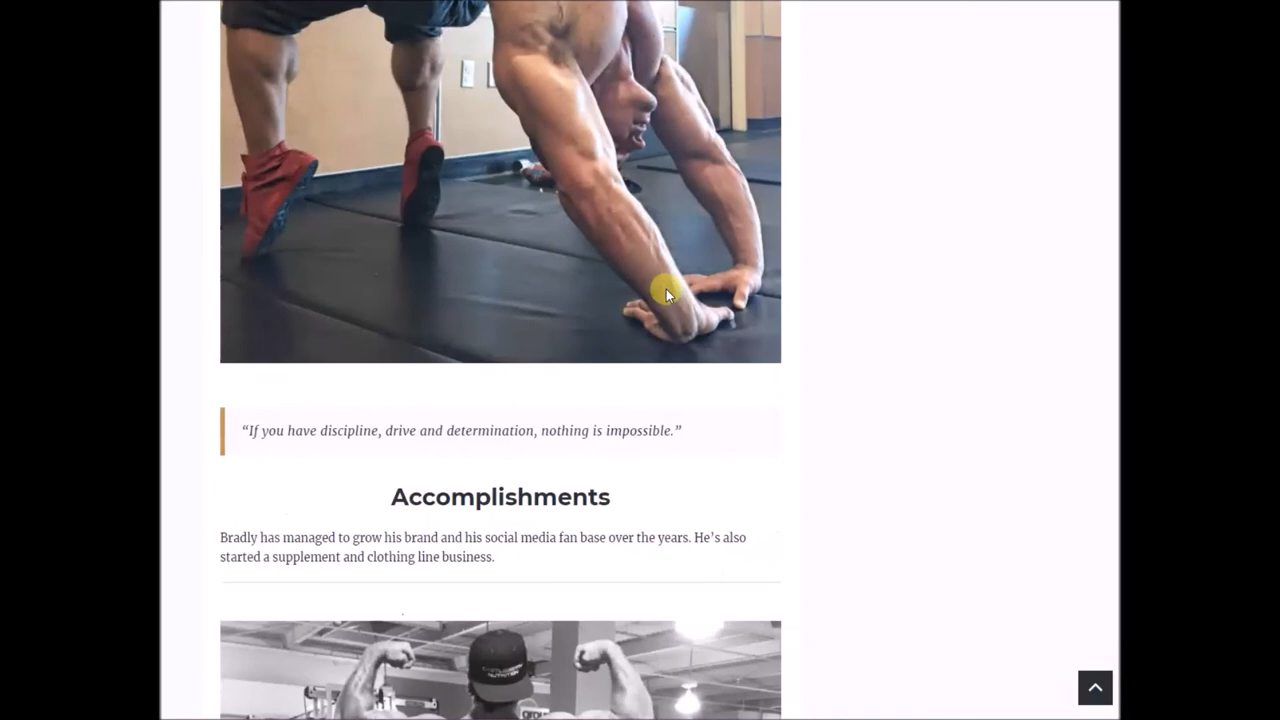 “If you have discipline, drive and determination, nothing is impossible.”
Accomplishments
Bradly has managed to grow his brand and his social media fan base over the years. He’s also
started a supplement and clothing line business.